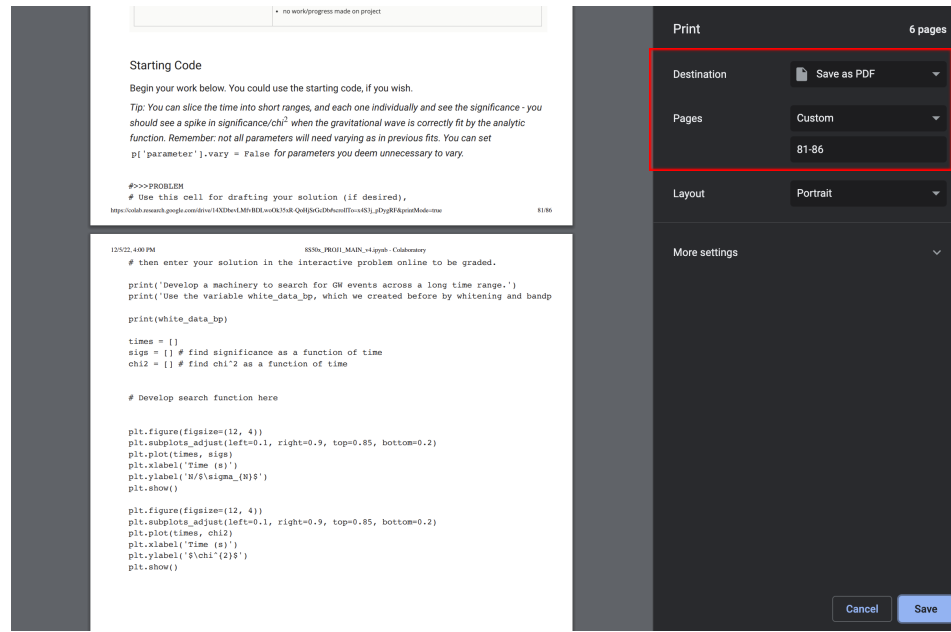 • no work/progress made on project
Starting Code
Begin your work below. You could use the starting code, if you wish.
Tip: You can slice the time into short ranges, and each one individually and see the significance - you
should see a spike in significance/chi² when the gravitational wave is correctly fit by the analytic
function. Remember: not all parameters will need varying as in previous fits. You can set
p['parameter'].vary = False for parameters you deem unnecessary to vary.
#>>>PROBLEM
# Use this cell for drafting your solution (if desired),
81/86
12/5/22, 4:00 PM 8S50x_PROJ1_MAIN_v4.ipynb - Colaboratory
# then enter your solution in the interactive problem online to be graded.
print('Develop a machinery to search for GW events across a long time range.')
print('Use the variable white_data_bp, which we created before by whitening and bandp
print(white_data_bp)
times = []
sigs = [] # find significance as a function of time
chi2 = [] # find chi^2 as a function of time
# Develop search function here
plt.figure(figsize=(12, 4))
plt.subplots_adjust(left=0.1, right=0.9, top=0.85, bottom=0.2)
plt.plot(times, sigs)
plt.xlabel('Time (s)')
plt.ylabel('N/$\sigma_{N}$')
plt.show()
plt.figure(figsize=(12, 4))
plt.subplots_adjust(left=0.1, right=0.9, top=0.85, bottom=0.2)
plt.plot(times, chi2)
plt.xlabel('Time (s)')
plt.ylabel('$\chi^{2}$')
plt.show()
Print 6 pages
Destination Save as PDF
Pages Custom
81-86
Layout Portrait
More settings
Cancel Save